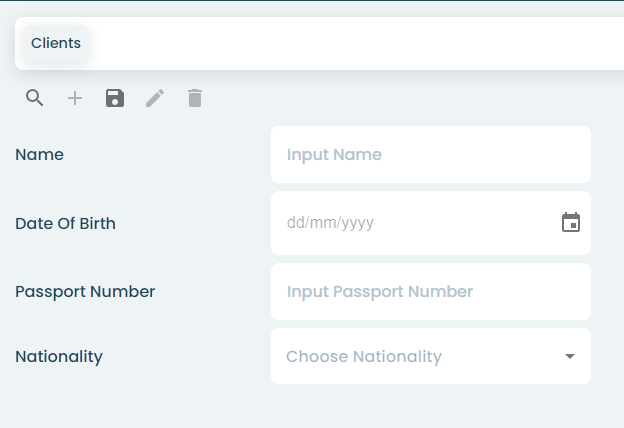 Clients
Name
Input Name
Date Of Birth
dd/mm/yyyy
Passport Number
Input Passport Number
Nationality
Choose Nationality